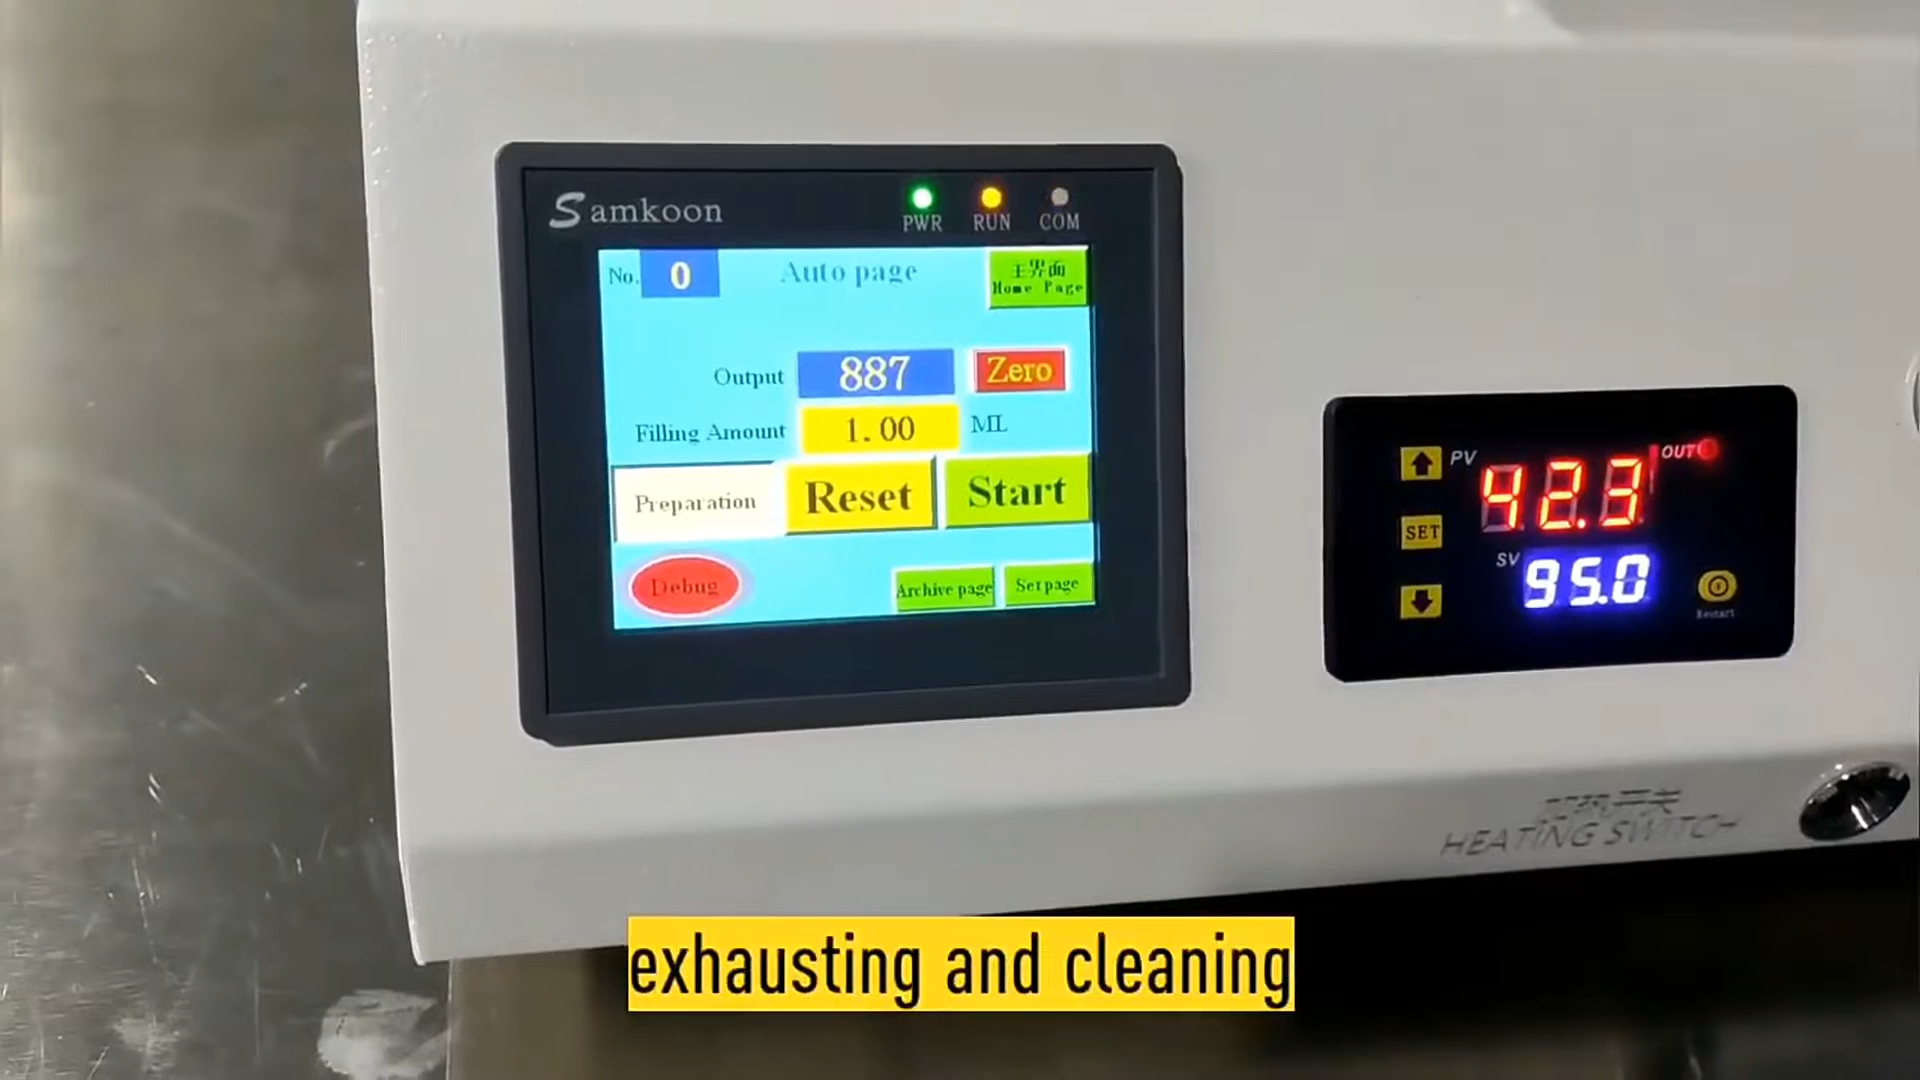 Samkoon
PWR RUN COM
No. 0 Auto page
主界面
Home Page
Output 887 Zero
Filling Amount 1.00 ML
Preparation Reset Start
Debug Archive page Set page
PV 42.3 OUT
SET
SV 95.0
Restart
开关
HEATING SWITCH
exhausting and cleaning